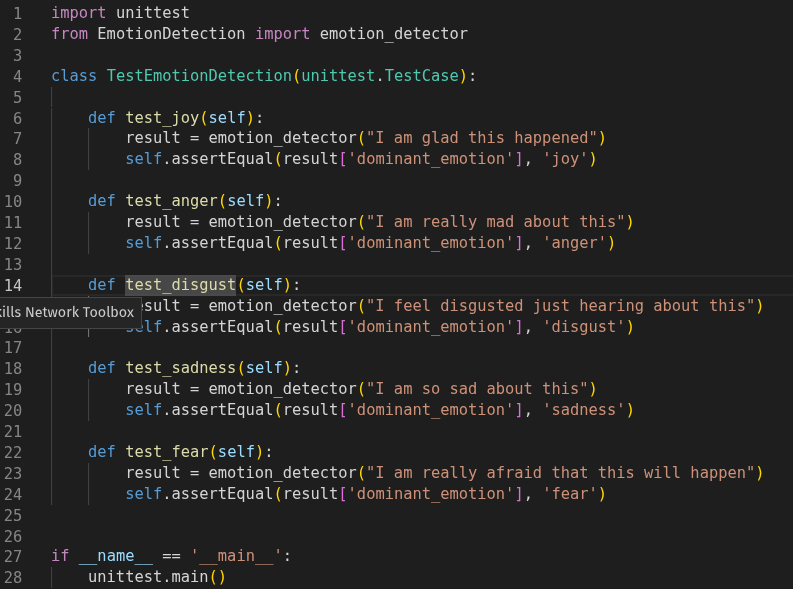 1 import unittest
2 from EmotionDetection import emotion_detector
3
4 class TestEmotionDetection(unittest.TestCase):
5
6     def test_joy(self):
7         result = emotion_detector("I am glad this happened")
8         self.assertEqual(result['dominant_emotion'], 'joy')
9
10     def test_anger(self):
11         result = emotion_detector("I am really mad about this")
12         self.assertEqual(result['dominant_emotion'], 'anger')
13
14     def test_disgust(self):
sult = emotion_detector("I feel disgusted just hearing about this")
kills Network Toolbox
16 self.assertEqual(result['dominant_emotion'], 'disgust')
17
18     def test_sadness(self):
19         result = emotion_detector("I am so sad about this")
20         self.assertEqual(result['dominant_emotion'], 'sadness')
21
22     def test_fear(self):
23         result = emotion_detector("I am really afraid that this will happen")
24         self.assertEqual(result['dominant_emotion'], 'fear')
25
26
27 if __name__ == '__main__':
28     unittest.main()